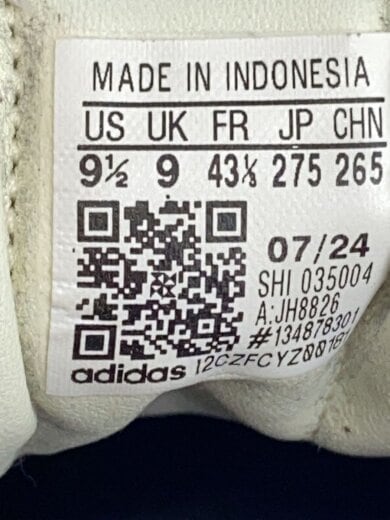 MADE IN INDONESIA
US UK FR JP CHN
9½ 9 43⅓ 275 265
07/24
SHI 035004
A:JH8826
#134878301
adidas